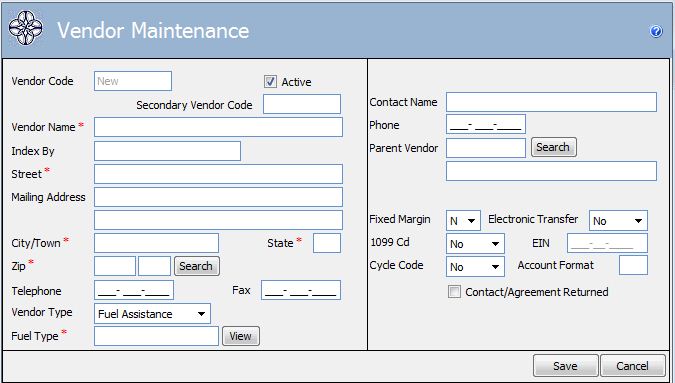 Vendor Maintenance
?
Vendor Code New Active
Secondary Vendor Code
Vendor Name *
Index By
Street *
Mailing Address
City/Town * State *
Zip * Search
Telephone ___-___-____ Fax ___-___-____
Vendor Type Fuel Assistance
Fuel Type * View
Contact Name
Phone ___-___-____
Parent Vendor Search
Fixed Margin N Electronic Transfer No
1099 Cd No EIN ___-__-____
Cycle Code No Account Format
Contact/Agreement Returned
Save Cancel